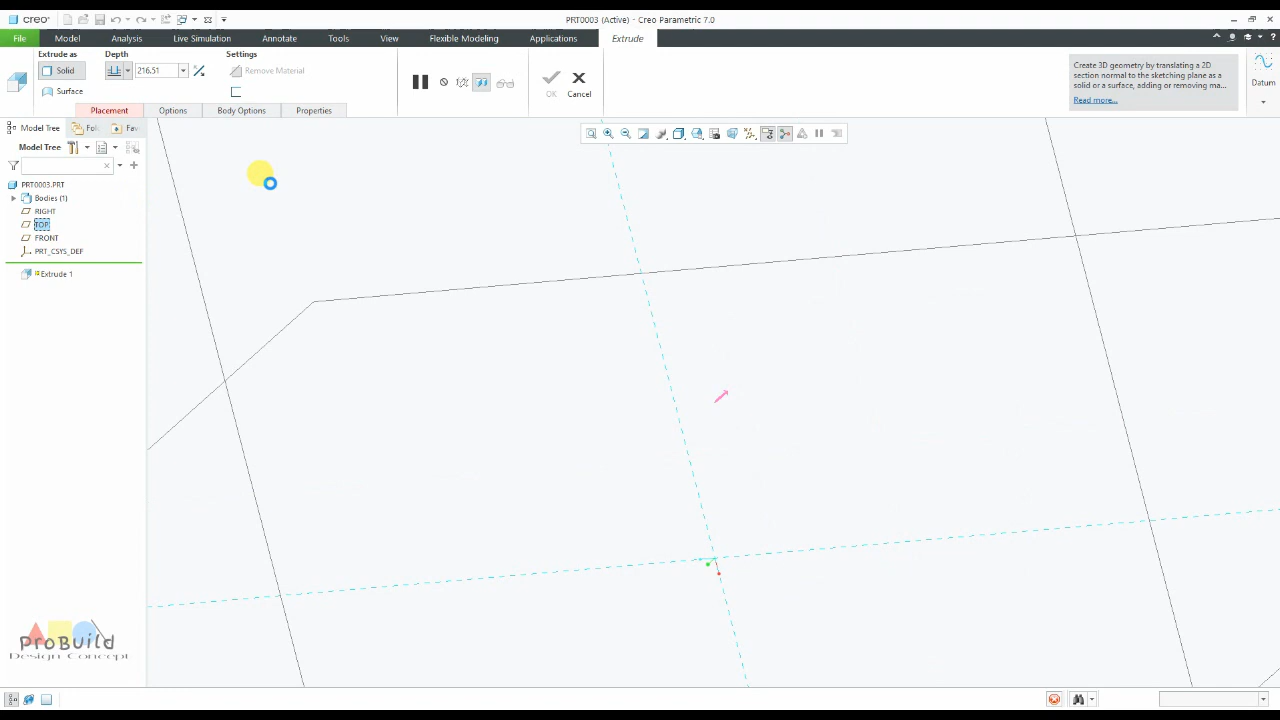 creo
PRT0003 (Active) - Creo Parametric 7.0
File
Model
Analysis
Live Simulation
Annotate
Tools
View
Flexible Modeling
Applications
Extrude
Extrude as
Depth
Settings
Solid
216.51
Remove Material
Surface
OK
Cancel
Create 3D geometry by translating a 2D
section normal to the sketching plane as a
solid or a surface, adding or removing ma...
Read more...
Datum
Placement
Options
Body Options
Properties
Model Tree
Fol
Fav
Model Tree
PRT0003.PRT
Bodies (1)
RIGHT
TOP
FRONT
PRT_CSYS_DEF
Extrude 1
ProBuild
Design Concept